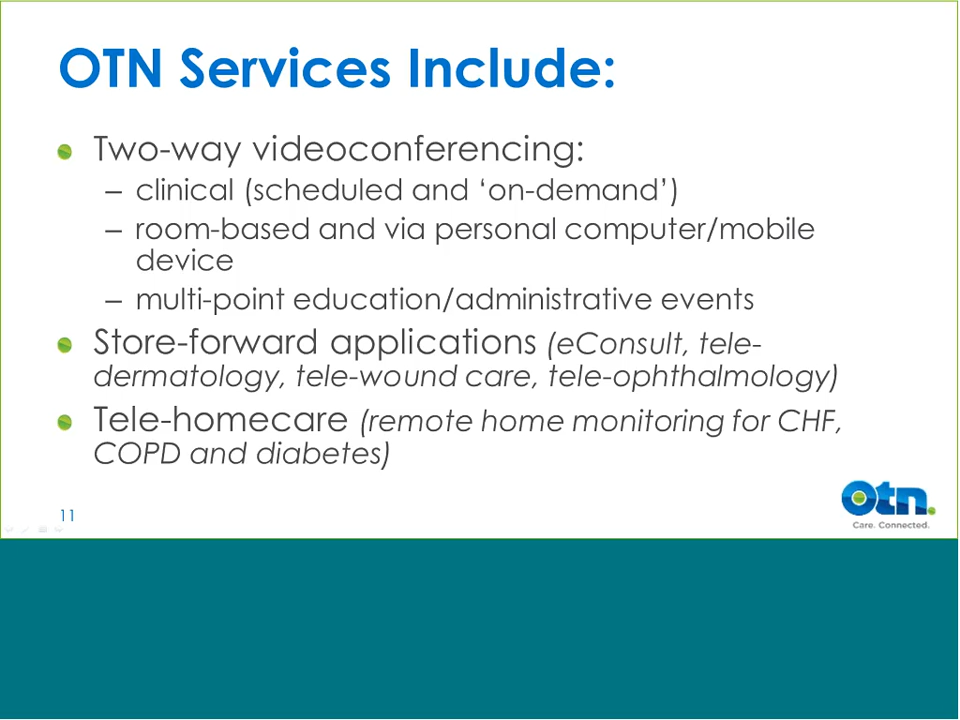 OTN Services Include:
Two-way videoconferencing:
– clinical (scheduled and ‘on-demand’)
– room-based and via personal computer/mobile
device
– multi-point education/administrative events
Store-forward applications (eConsult, tele-
dermatology, tele-wound care, tele-ophthalmology)
Tele-homecare (remote home monitoring for CHF,
COPD and diabetes)
11
otn.
Care. Connected.